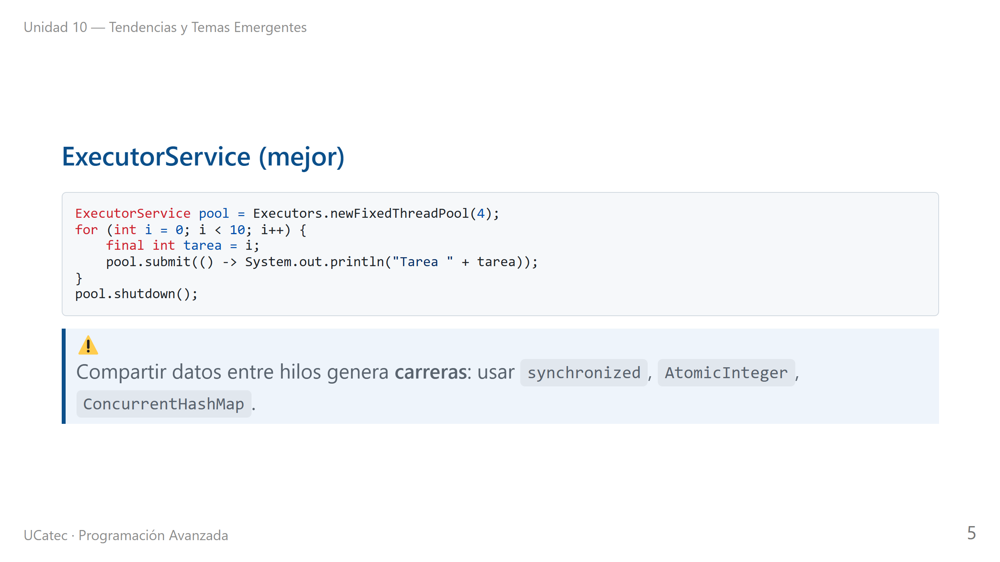 Unidad 10 — Tendencias y Temas Emergentes
ExecutorService (mejor)
ExecutorService pool = Executors.newFixedThreadPool(4);
for (int i = 0; i < 10; i++) {
    final int tarea = i;
    pool.submit(() -> System.out.println("Tarea " + tarea));
}
pool.shutdown();
Compartir datos entre hilos genera carreras: usar synchronized, AtomicInteger,
ConcurrentHashMap.
UCatec · Programación Avanzada
5